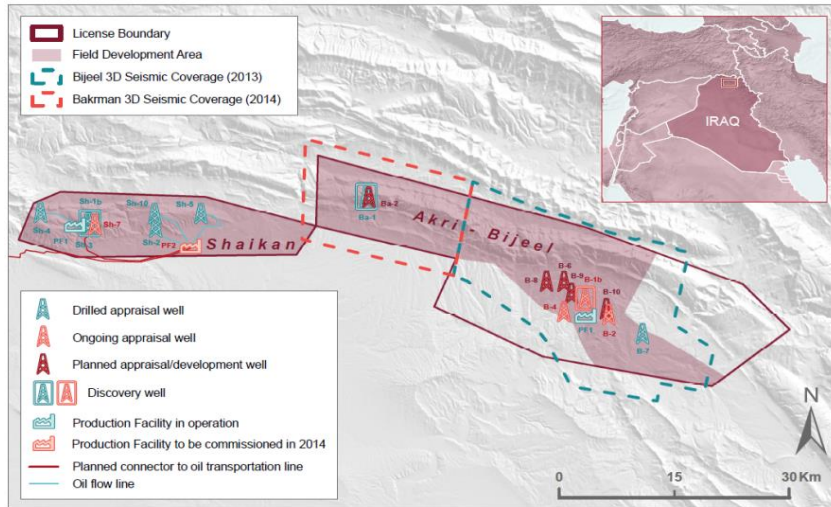 License Boundary
Field Development Area
Bijeel 3D Seismic Coverage (2013)
Bakrman 3D Seismic Coverage (2014)
IRAQ
Sh-1b
Sh-10
Sh-5
Sh-7
Sh-4
PF1
Sh-3
Sh-2
PF2
Shaikan
Ba-2
Ba-1
Akri - Bijeel
B-6
B-9
B-8
B-1b
B-10
B-4
PF1
B-2
B-7
Drilled appraisal well
Ongoing appraisal well
Planned appraisal/development well
Discovery well
Production Facility in operation
Production Facility to be commissioned in 2014
Planned connector to oil transportation line
Oil flow line
N
0 15 30 Km